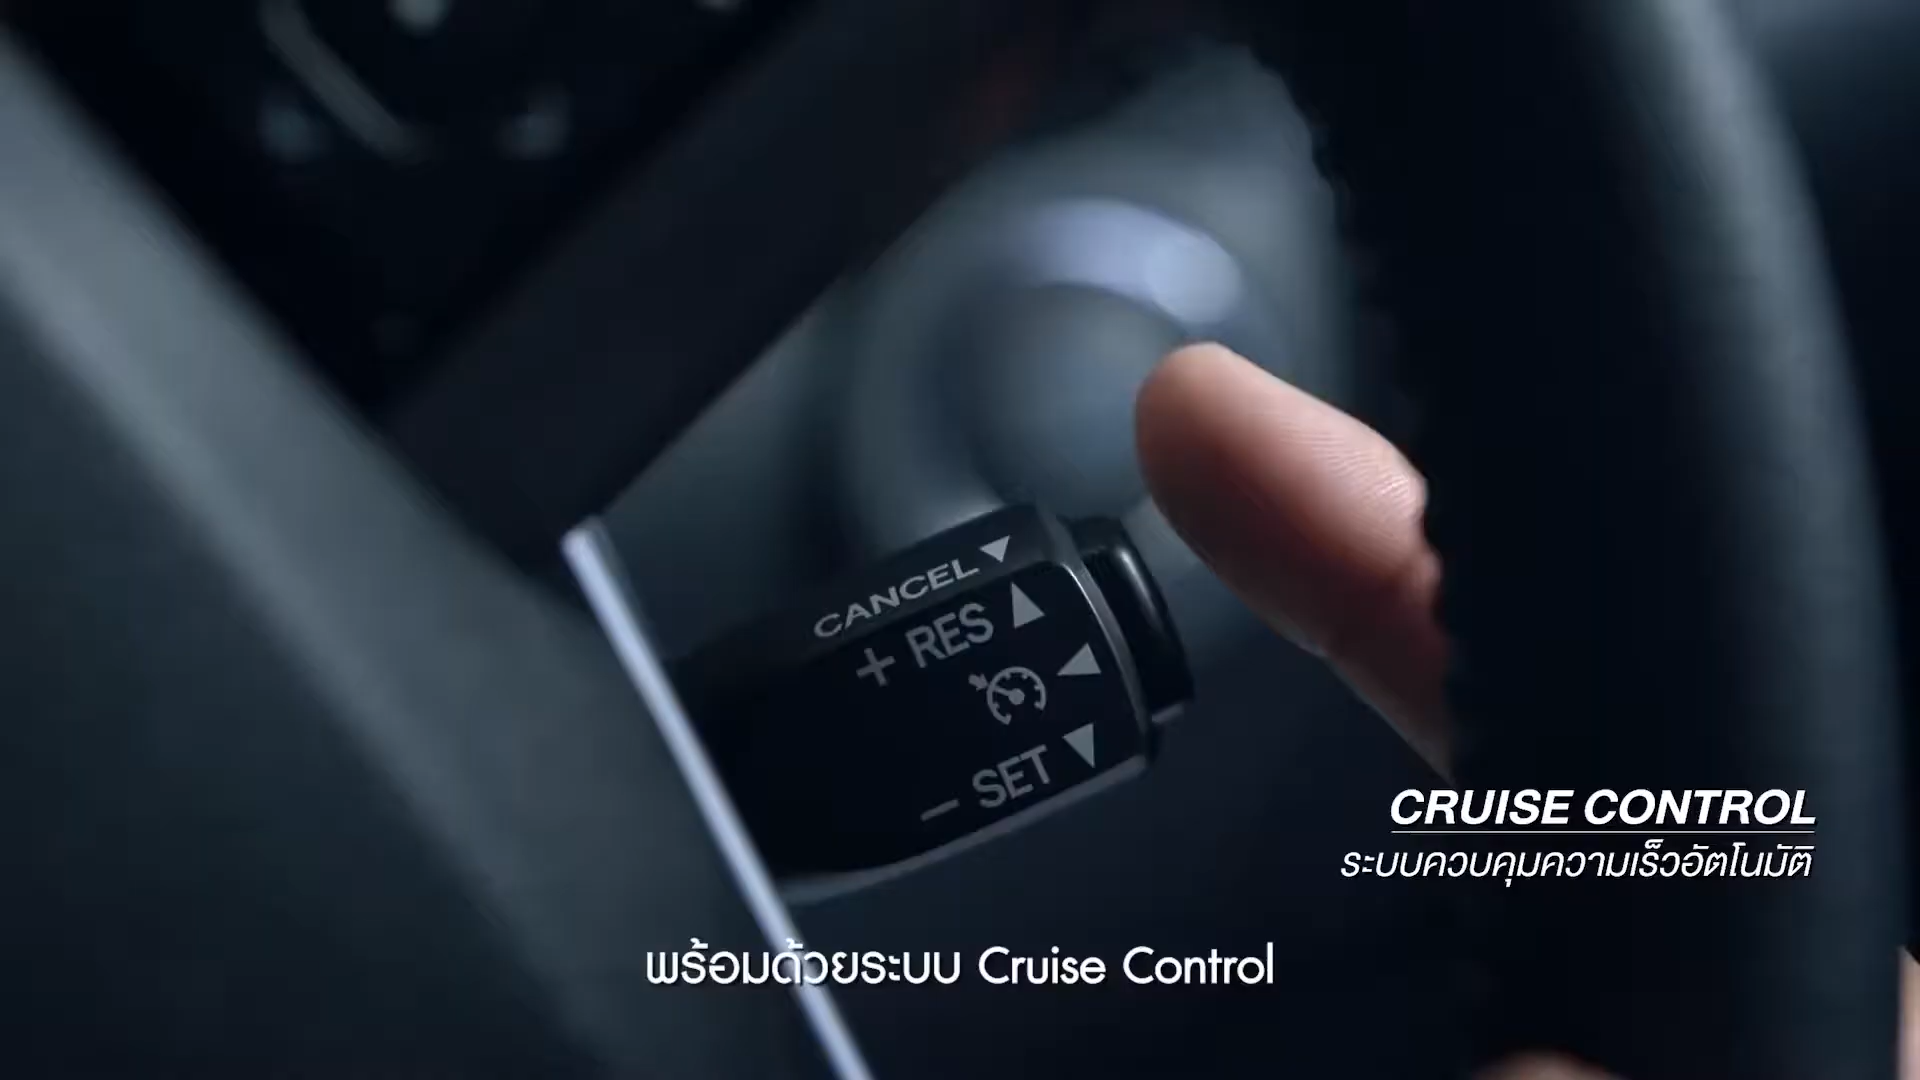 CANCEL ▼
+ RES ▲
◀
− SET ▼
CRUISE CONTROL
ระบบควบคุมความเร็วอัตโนมัติ
พร้อมด้วยระบบ Cruise Control